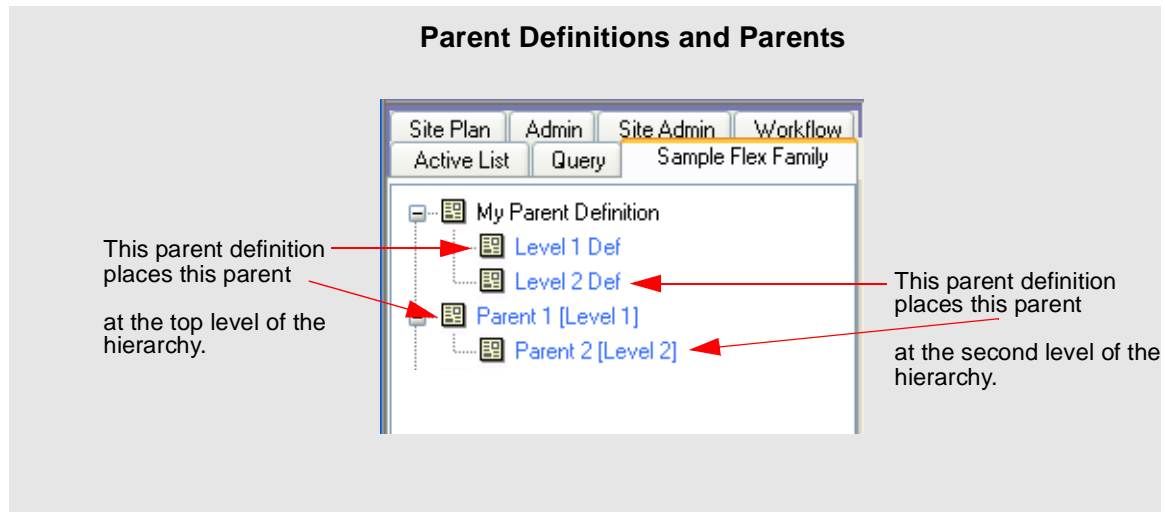 Parent Definitions and Parents
Site Plan Admin Site Admin Workflow
Active List Query Sample Flex Family
My Parent Definition
Level 1 Def
Level 2 Def
Parent 1 [Level 1]
Parent 2 [Level 2]
This parent definition
places this parent
at the top level of the
hierarchy.
This parent definition
places this parent
at the second level of the
hierarchy.